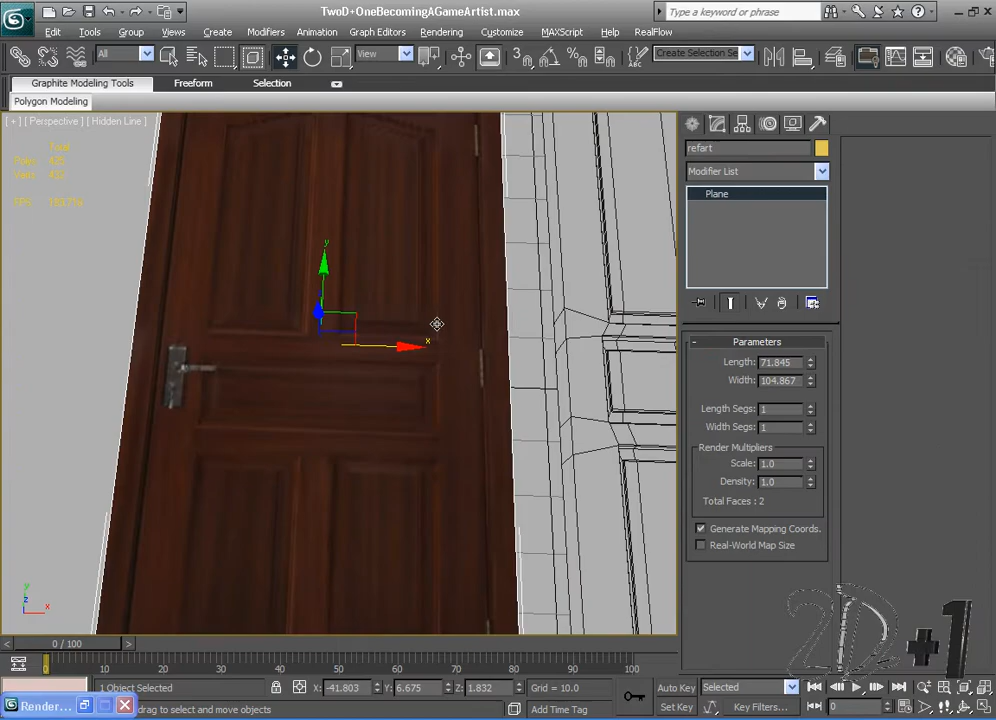 TwoD+OneBecomingAGameArtist.max
Type a keyword or phrase
Edit Tools Group Views Create Modifiers Animation Graph Editors Rendering Customize MAXScript Help RealFlow
All
View
3
Create Selection Se
Graphite Modeling Tools Freeform Selection
Polygon Modeling
[ + ] [ Perspective ] [ Hidden Line ]
Total
y
x
y
z
x
refart
Modifier List
Plane
- Parameters
Length: 71.845
Width: 104.867
Length Segs: 1
Width Segs: 1
Render Multipliers
Scale: 1.0
Density: 1.0
Total Faces : 2
Generate Mapping Coords.
Real-World Map Size
2D+1
< 0 / 100 >
0 10 20 30 40 50 60 70 80 90 100
1 Object Selected X: -41.803 Y: 6.675 Z: 1.832 Grid = 10.0 Auto Key Selected
Render... drag to select and move objects Add Time Tag Set Key Key Filters... 0